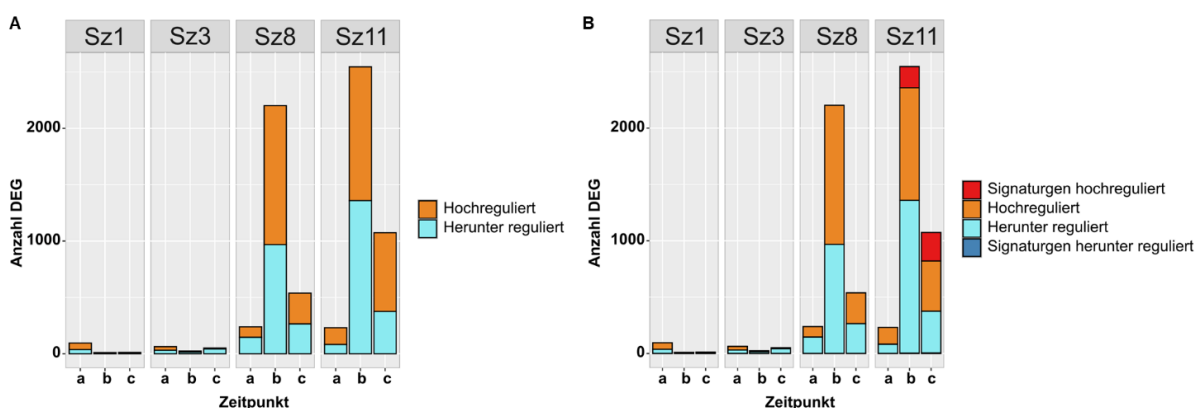 A
Sz1 Sz3 Sz8 Sz11
Anzahl DEG
2000
1000
0
a b c a b c a b c a b c
Zeitpunkt
Hochreguliert
Herunter reguliert
B
Sz1 Sz3 Sz8 Sz11
Anzahl DEG
2000
1000
0
a b c a b c a b c a b c
Zeitpunkt
Signaturgen hochreguliert
Hochreguliert
Herunter reguliert
Signaturgen herunter reguliert